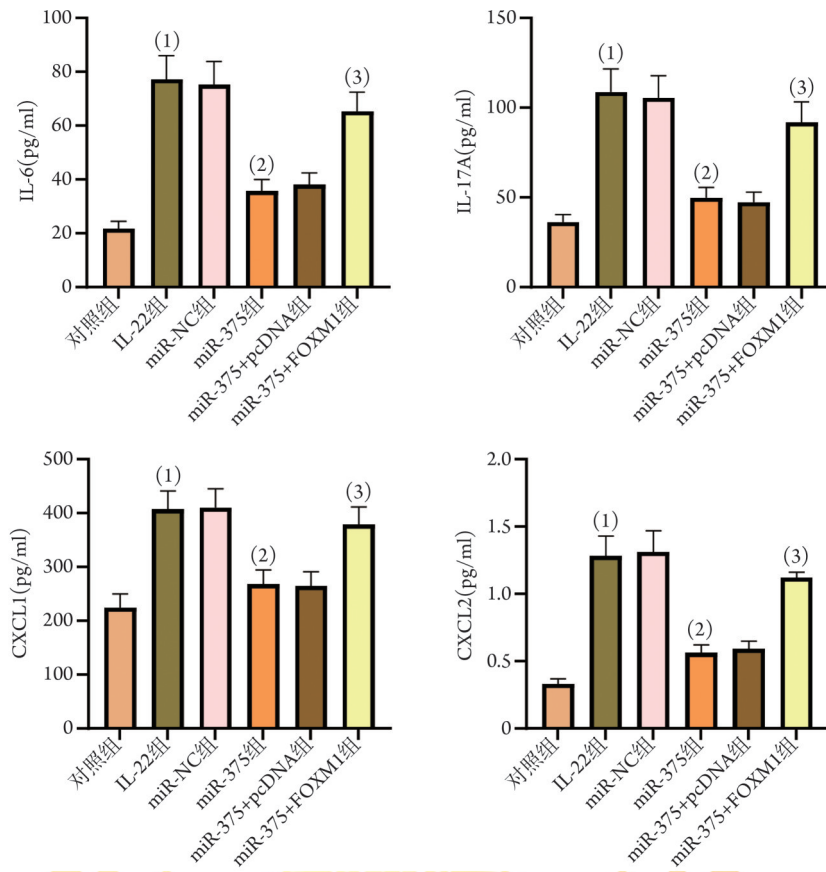 IL-6(pg/ml)
100
80
60
40
20
0
(1)
(2)
(3)
对照组
IL-22组
miR-NC组
miR-375组
miR-375+pcDNA组
miR-375+FOXM1组
IL-17A(pg/ml)
150
100
50
0
(1)
(2)
(3)
对照组
IL-22组
miR-NC组
miR-375组
miR-375+pcDNA组
miR-375+FOXM1组
CXCL1(pg/ml)
500
400
300
200
100
0
(1)
(2)
(3)
对照组
IL-22组
miR-NC组
miR-375组
miR-375+pcDNA组
miR-375+FOXM1组
CXCL2(pg/ml)
2.0
1.5
1.0
0.5
0
(1)
(2)
(3)
对照组
IL-22组
miR-NC组
miR-375组
miR-375+pcDNA组
miR-375+FOXM1组